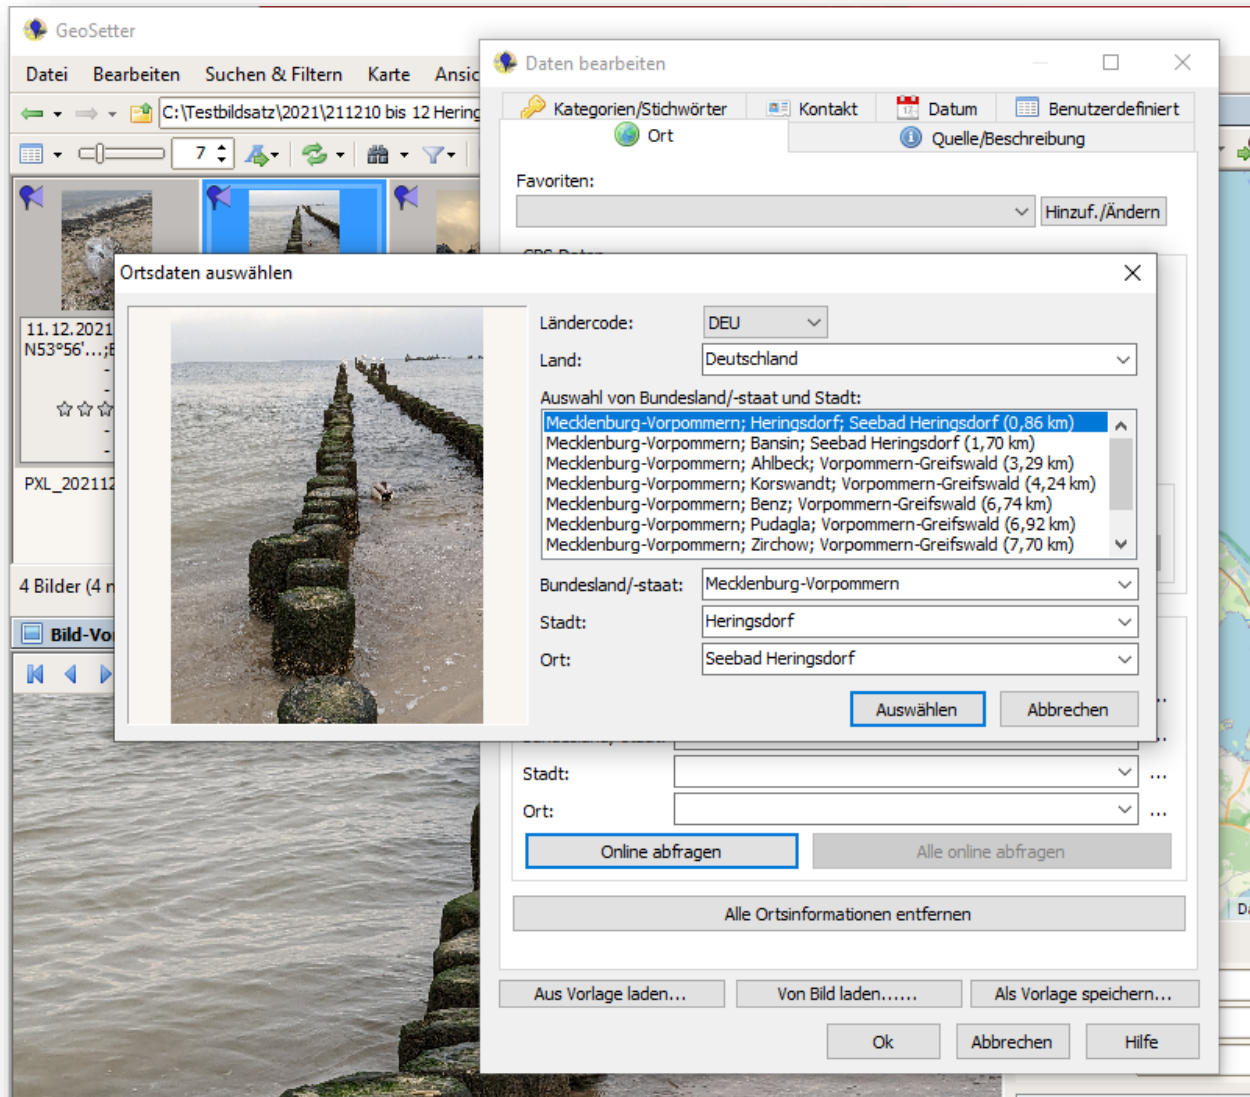 GeoSetter
Datei Bearbeiten Suchen & Filtern Karte Ansic
C:\Testbildsatz\2021\211210 bis 12 Hering
7
11.12.2021
N53°56'...;E
-
-
-
-
PXL_202112
4 Bilder (4 n
Bild-Vo
Daten bearbeiten
Kategorien/Stichwörter Kontakt Datum Benutzerdefiniert
Ort Quelle/Beschreibung
Favoriten:
Hinzuf./Ändern
Ortsdaten auswählen
Ländercode: DEU
Land: Deutschland
Auswahl von Bundesland/-staat und Stadt:
Mecklenburg-Vorpommern; Heringsdorf; Seebad Heringsdorf (0,86 km)
Mecklenburg-Vorpommern; Bansin; Seebad Heringsdorf (1,70 km)
Mecklenburg-Vorpommern; Ahlbeck; Vorpommern-Greifswald (3,29 km)
Mecklenburg-Vorpommern; Korswandt; Vorpommern-Greifswald (4,24 km)
Mecklenburg-Vorpommern; Benz; Vorpommern-Greifswald (6,74 km)
Mecklenburg-Vorpommern; Pudagla; Vorpommern-Greifswald (6,92 km)
Mecklenburg-Vorpommern; Zirchow; Vorpommern-Greifswald (7,70 km)
Bundesland/-staat: Mecklenburg-Vorpommern
Stadt: Heringsdorf
Ort: Seebad Heringsdorf
Auswählen Abbrechen
Stadt: ...
Ort: ...
Online abfragen Alle online abfragen
Alle Ortsinformationen entfernen
Aus Vorlage laden... Von Bild laden...... Als Vorlage speichern...
Ok Abbrechen Hilfe